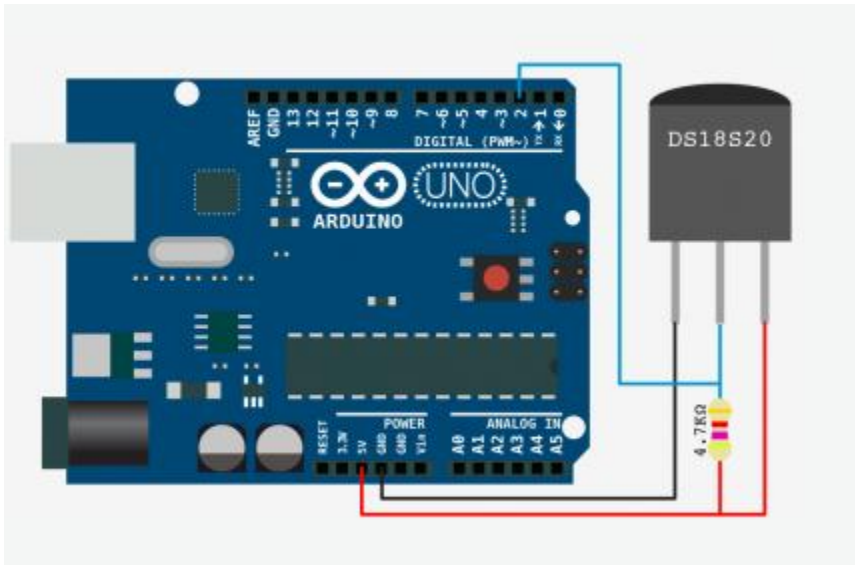 AREF
GND
13
12
~11
~10
~9
8
7
~6
~5
4
~3
2
TX→1
RX←0
DIGITAL (PWM~)
UNO
ARDUINO
DS18S20
4.7KΩ
POWER
ANALOG IN
RESET
3.3V
5V
GND
GND
Vin
A0
A1
A2
A3
A4
A5